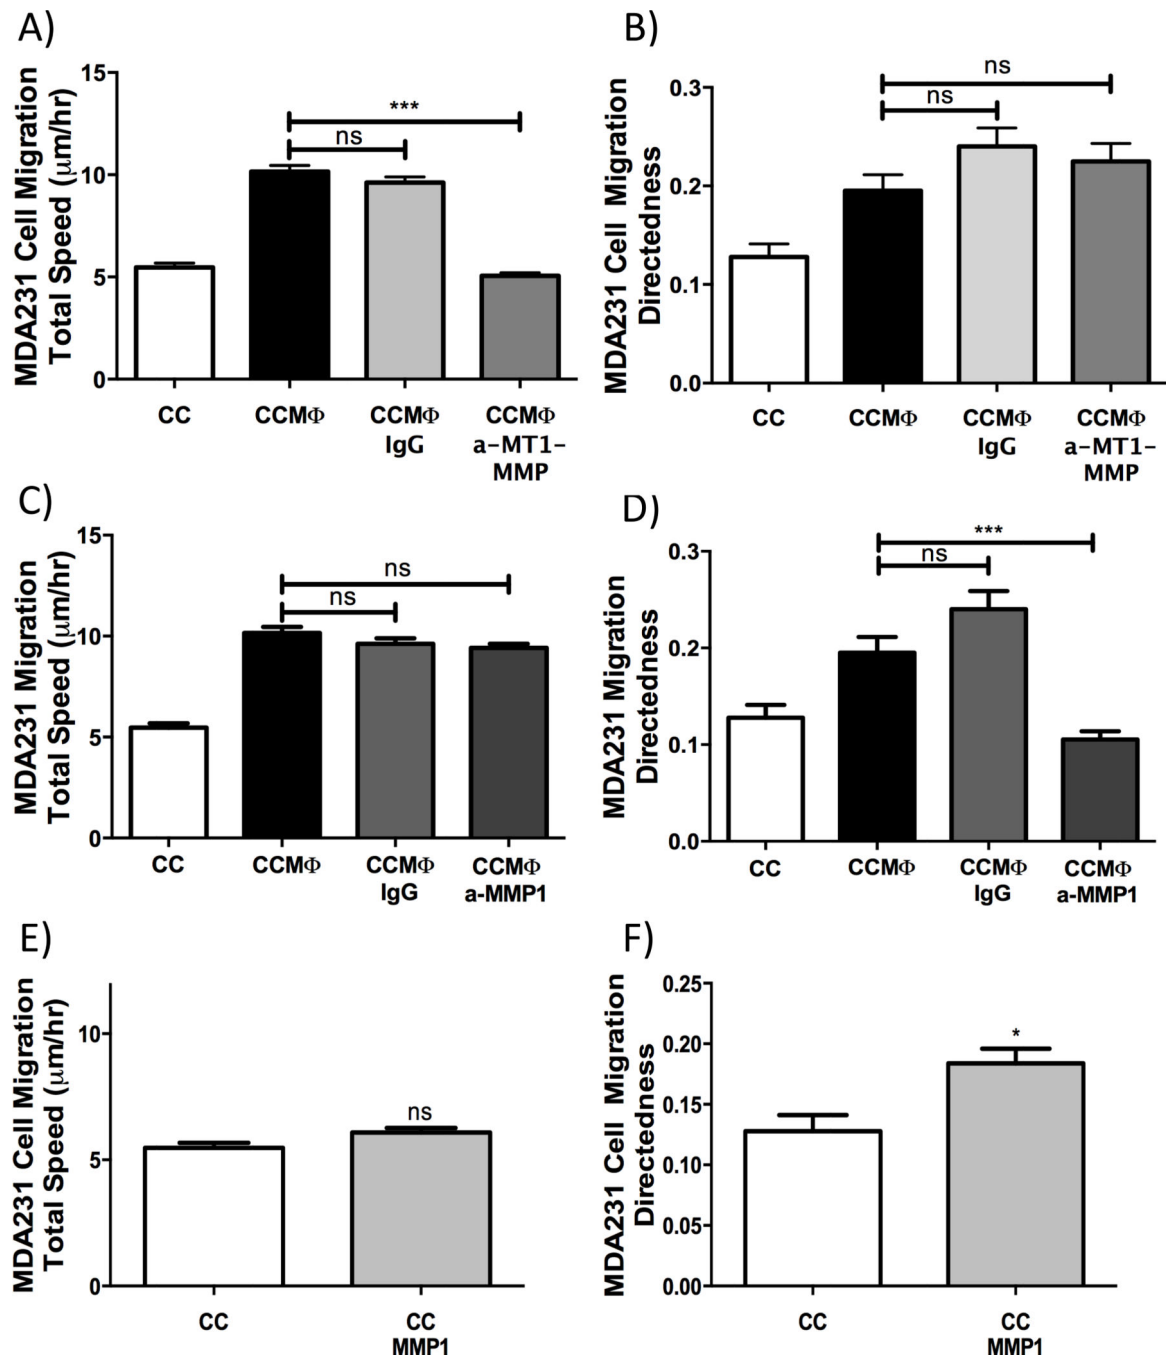 A)
MDA231 Cell Migration
Total Speed (μm/hr)
15
10
5
0
***
ns
CC
CCMΦ
CCMΦ
IgG
CCMΦ
a-MT1-
MMP
B)
MDA231 Cell Migration
Directedness
0.3
0.2
0.1
0.0
ns
ns
CC
CCMΦ
CCMΦ
IgG
CCMΦ
a-MT1-
MMP
C)
MDA231 Migration
Total Speed (μm/hr)
15
10
5
0
ns
ns
CC
CCMΦ
CCMΦ
IgG
CCMΦ
a-MMP1
D)
MDA231 Migration
Directedness
0.3
0.2
0.1
0.0
***
ns
CC
CCMΦ
CCMΦ
IgG
CCMΦ
a-MMP1
E)
MDA231 Cell Migration
Total Speed (μm/hr)
10
5
0
ns
CC
CC
MMP1
F)
MDA231 Cell Migration
Directedness
0.25
0.20
0.15
0.10
0.05
0.00
*
CC
CC
MMP1